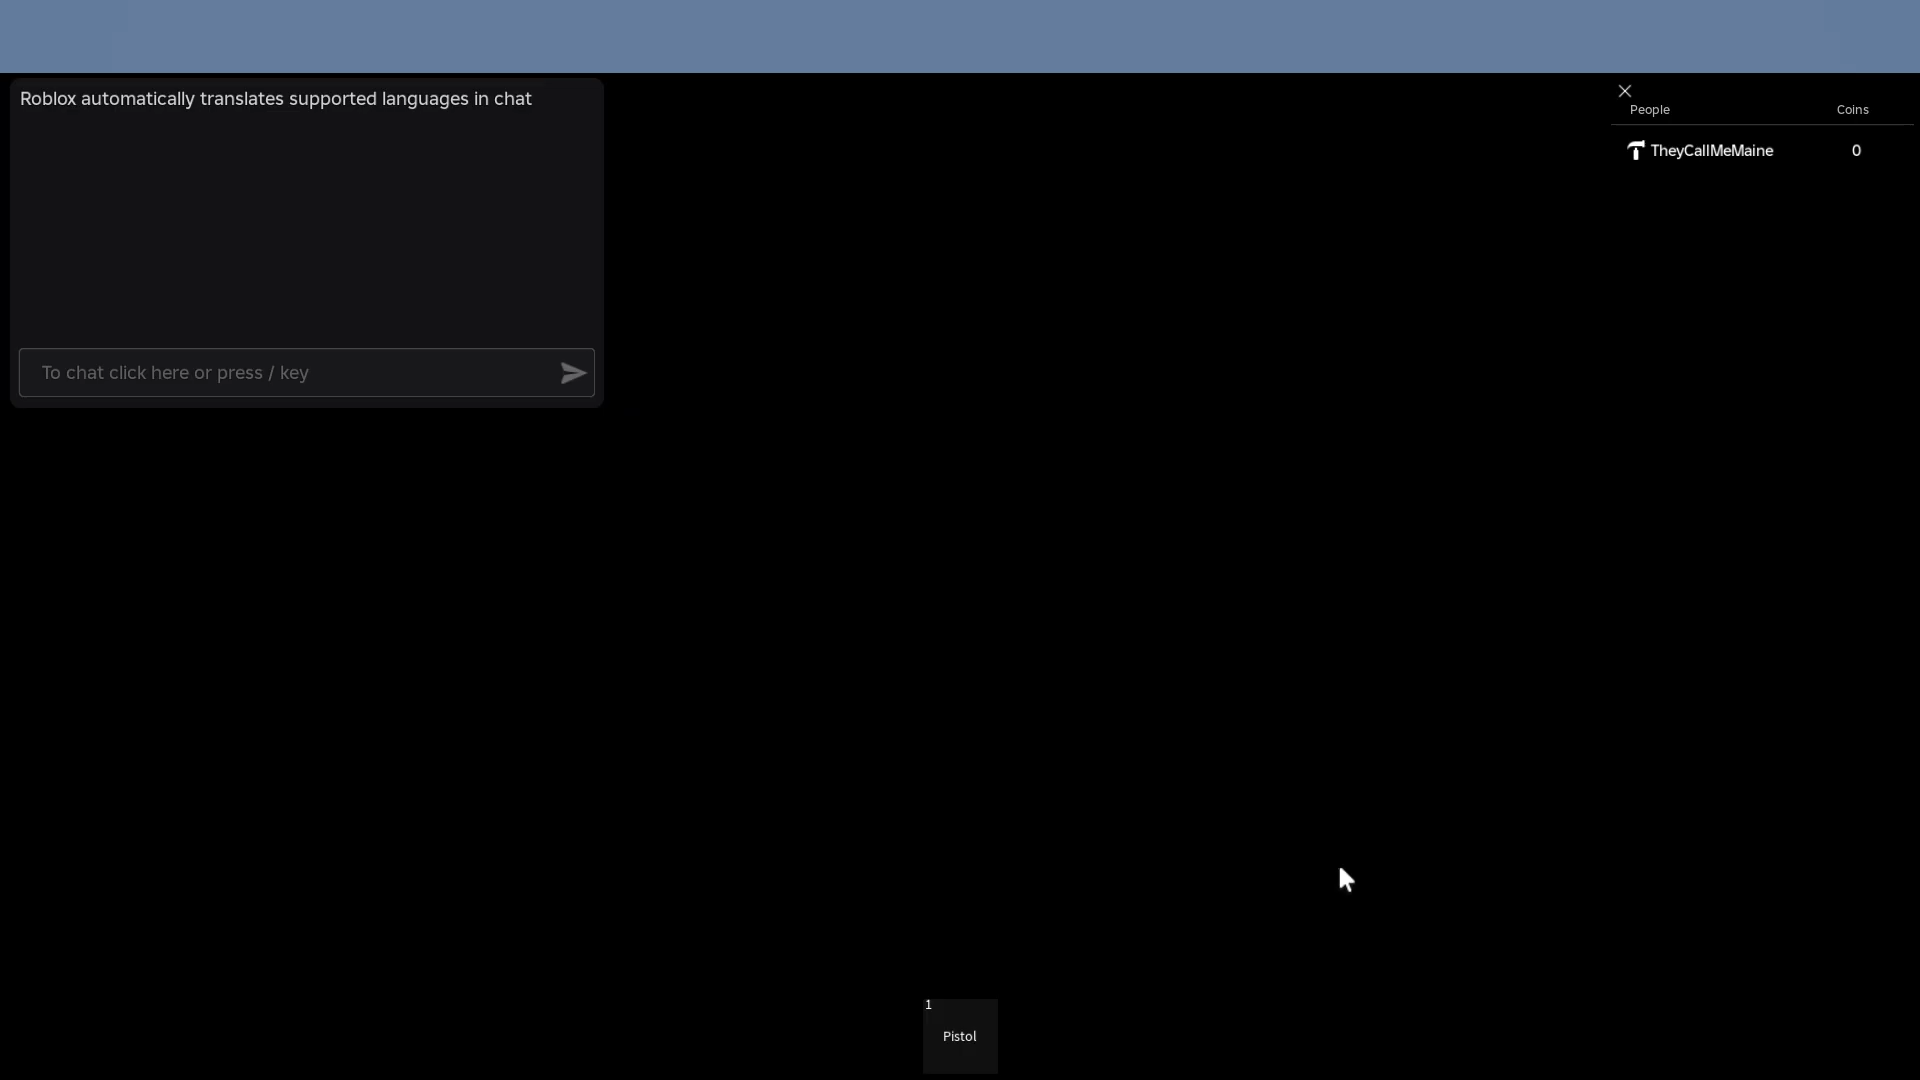 Roblox automatically translates supported languages in chat
To chat click here or press / key
People Coins
TheyCallMeMaine 0
1
Pistol